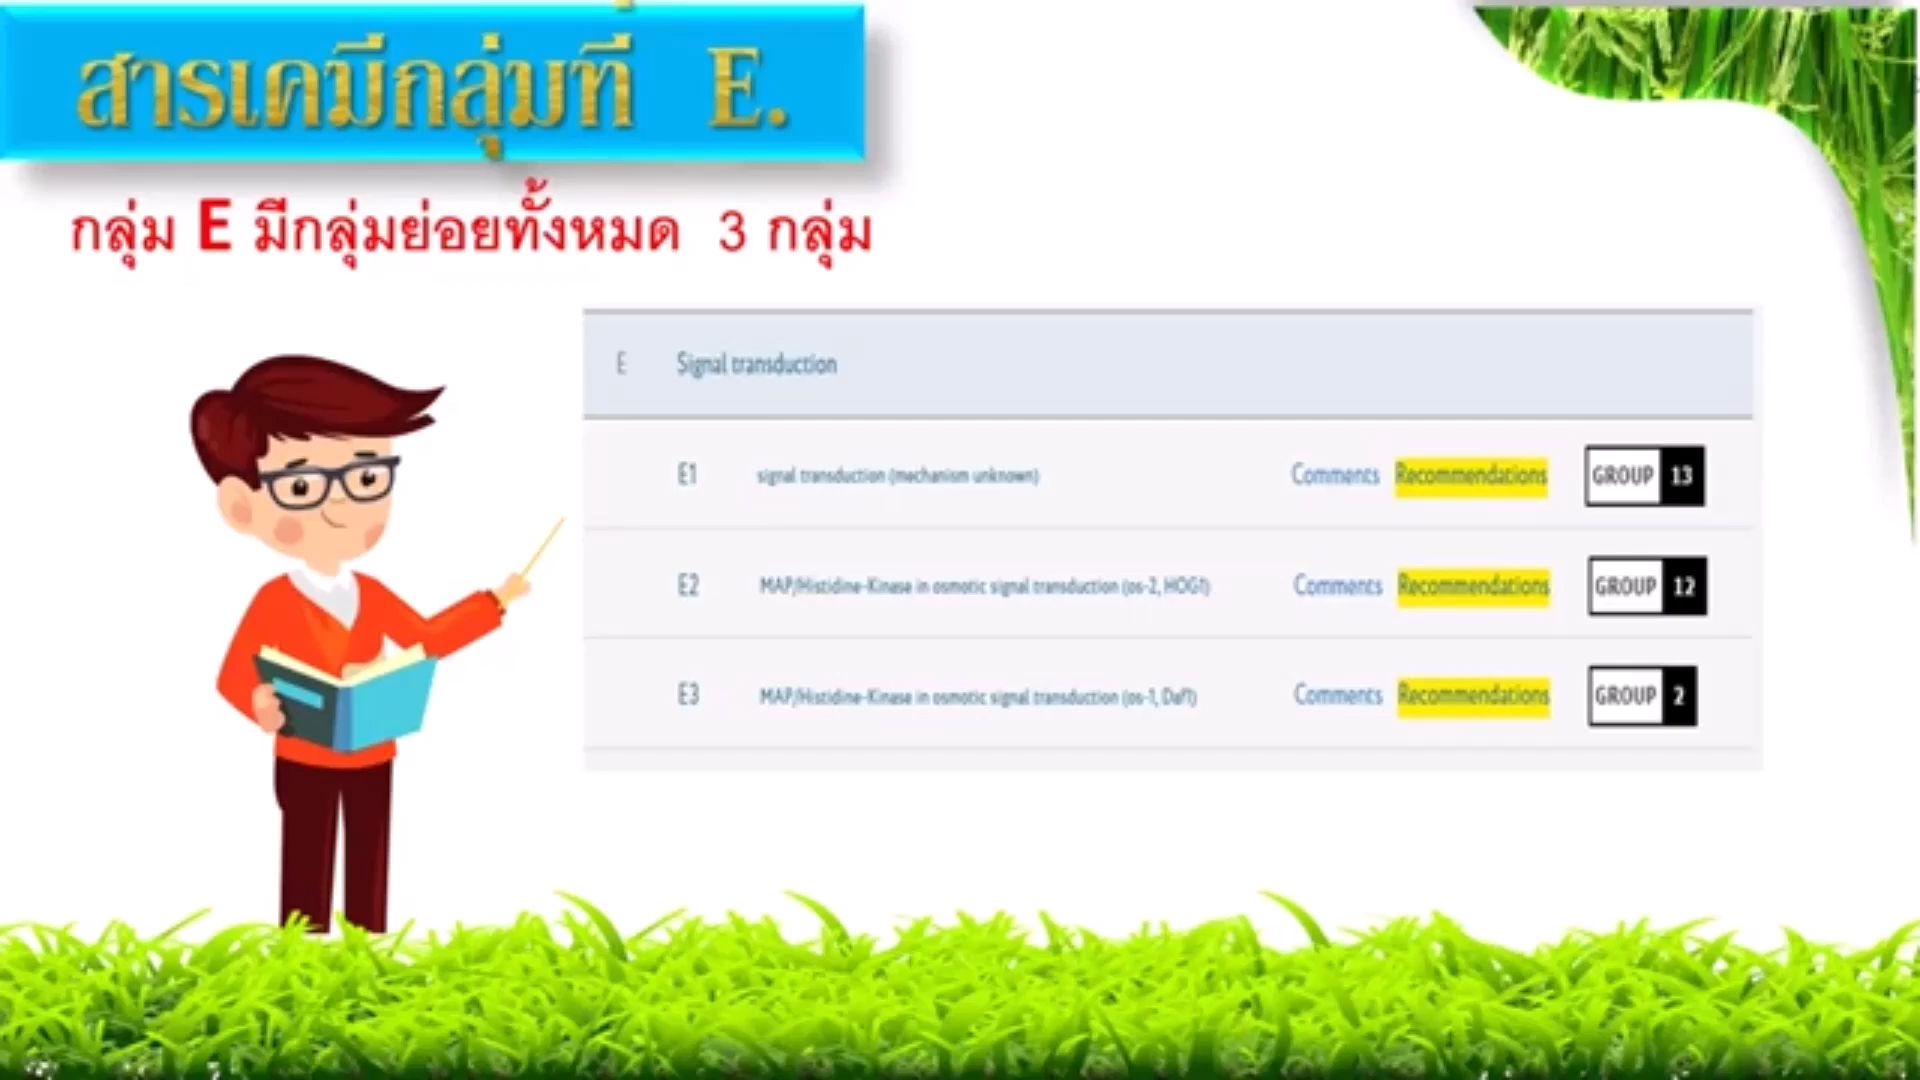 สารเคมีกลุ่มที่ E.
กลุ่ม E มีกลุ่มย่อยทั้งหมด 3 กลุ่ม
E Signal transduction
E1 signal transduction (mechanism unknown) Comments Recommendations GROUP 13
E2 MAP/Histidine-Kinase in osmotic signal transduction (os-2, HOG1) Comments Recommendations GROUP 12
E3 MAP/Histidine-Kinase in osmotic signal transduction (os-1, Daf1) Comments Recommendations GROUP 2